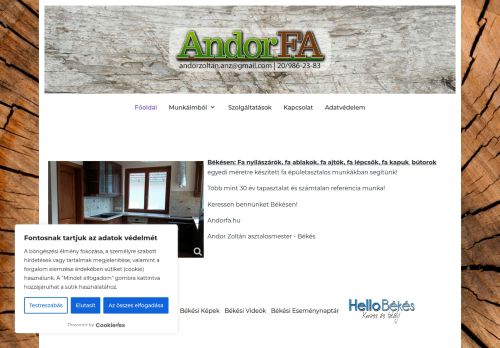 AndorFA
andorzoltan.anz@gmail.com | 20/986-23-83
Főoldal Munkáimból Szolgáltatások Kapcsolat Adatvédelem
Békésen: Fa nyílászárók, fa ablakok, fa ajtók, fa lépcsők, fa kapuk, bútorok
egyedi méretre készített fa épületasztalos munkákban segítünk!
Több mint 30 év tapasztalat és számtalan referencia munka!
Keressen bennünket Békésen!
Andorfa.hu
Andor Zoltán asztalosmester - Békés
Fontosnak tartjuk az adatok védelmét
A böngészési élmény fokozása, a személyre szabott
hirdetések vagy tartalmak megjelenítése, valamint a
forgalom elemzése érdekében sütiket (cookie)
használunk. A "Mindet elfogadom" gombra kattintva
hozzájárulhat a sütik használatához.
Testreszabás Elutasít Az összes elfogadása
Powered by CookieYes
Békési Képek Békési Videók Békési Eseménynaptár
HelloBékés
Keress és találj!